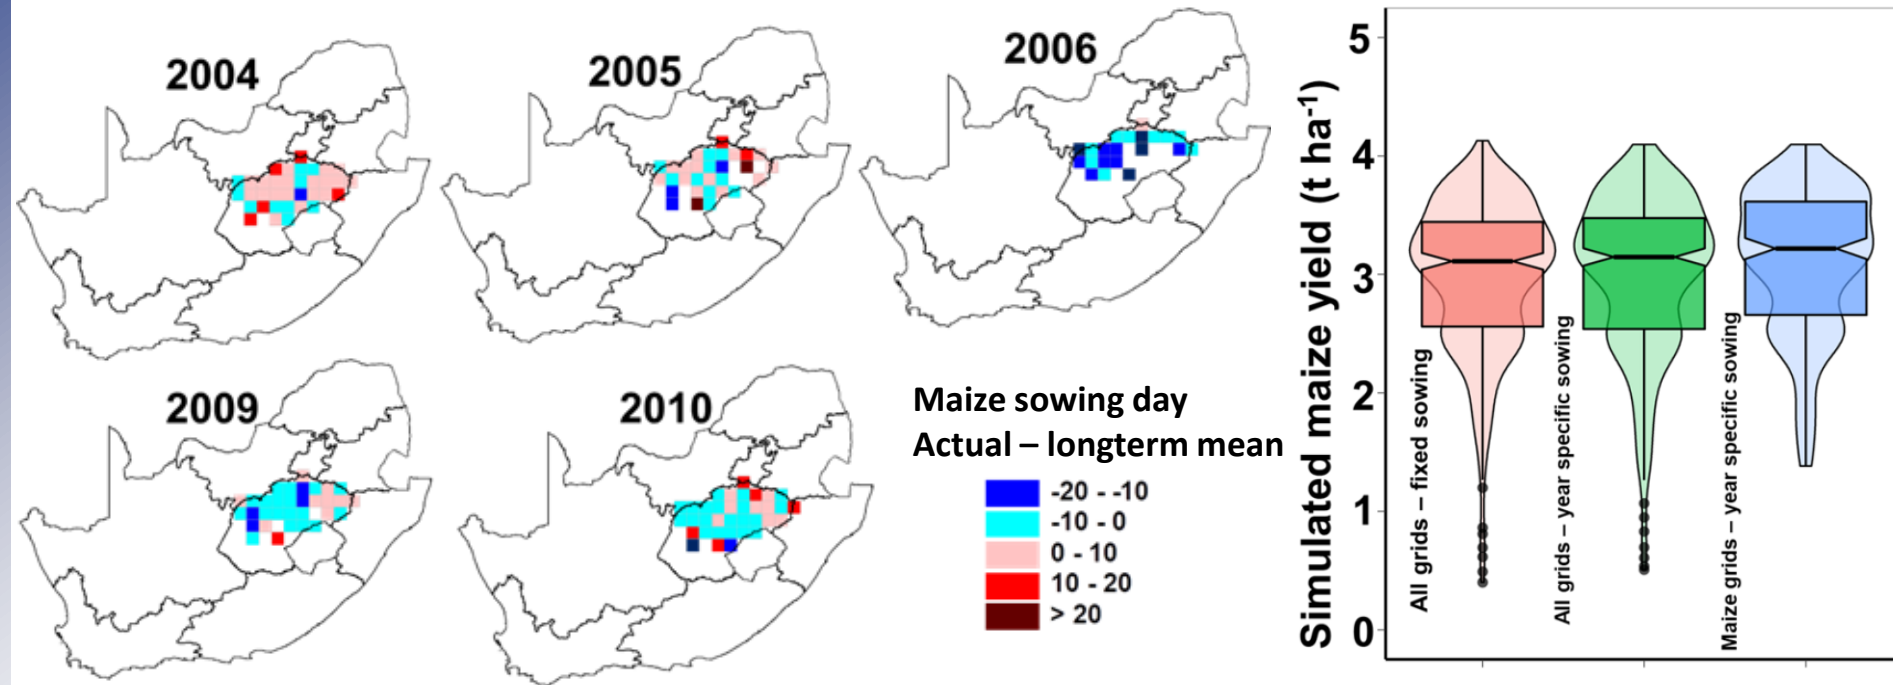 2004
2005
2006
2009
2010
Maize sowing day
Actual – longterm mean
-20 - -10
-10 - 0
0 - 10
10 - 20
> 20
Simulated maize yield (t ha-1)
5
4
3
2
1
0
All grids – fixed sowing
All grids – year specific sowing
Maize grids – year specific sowing